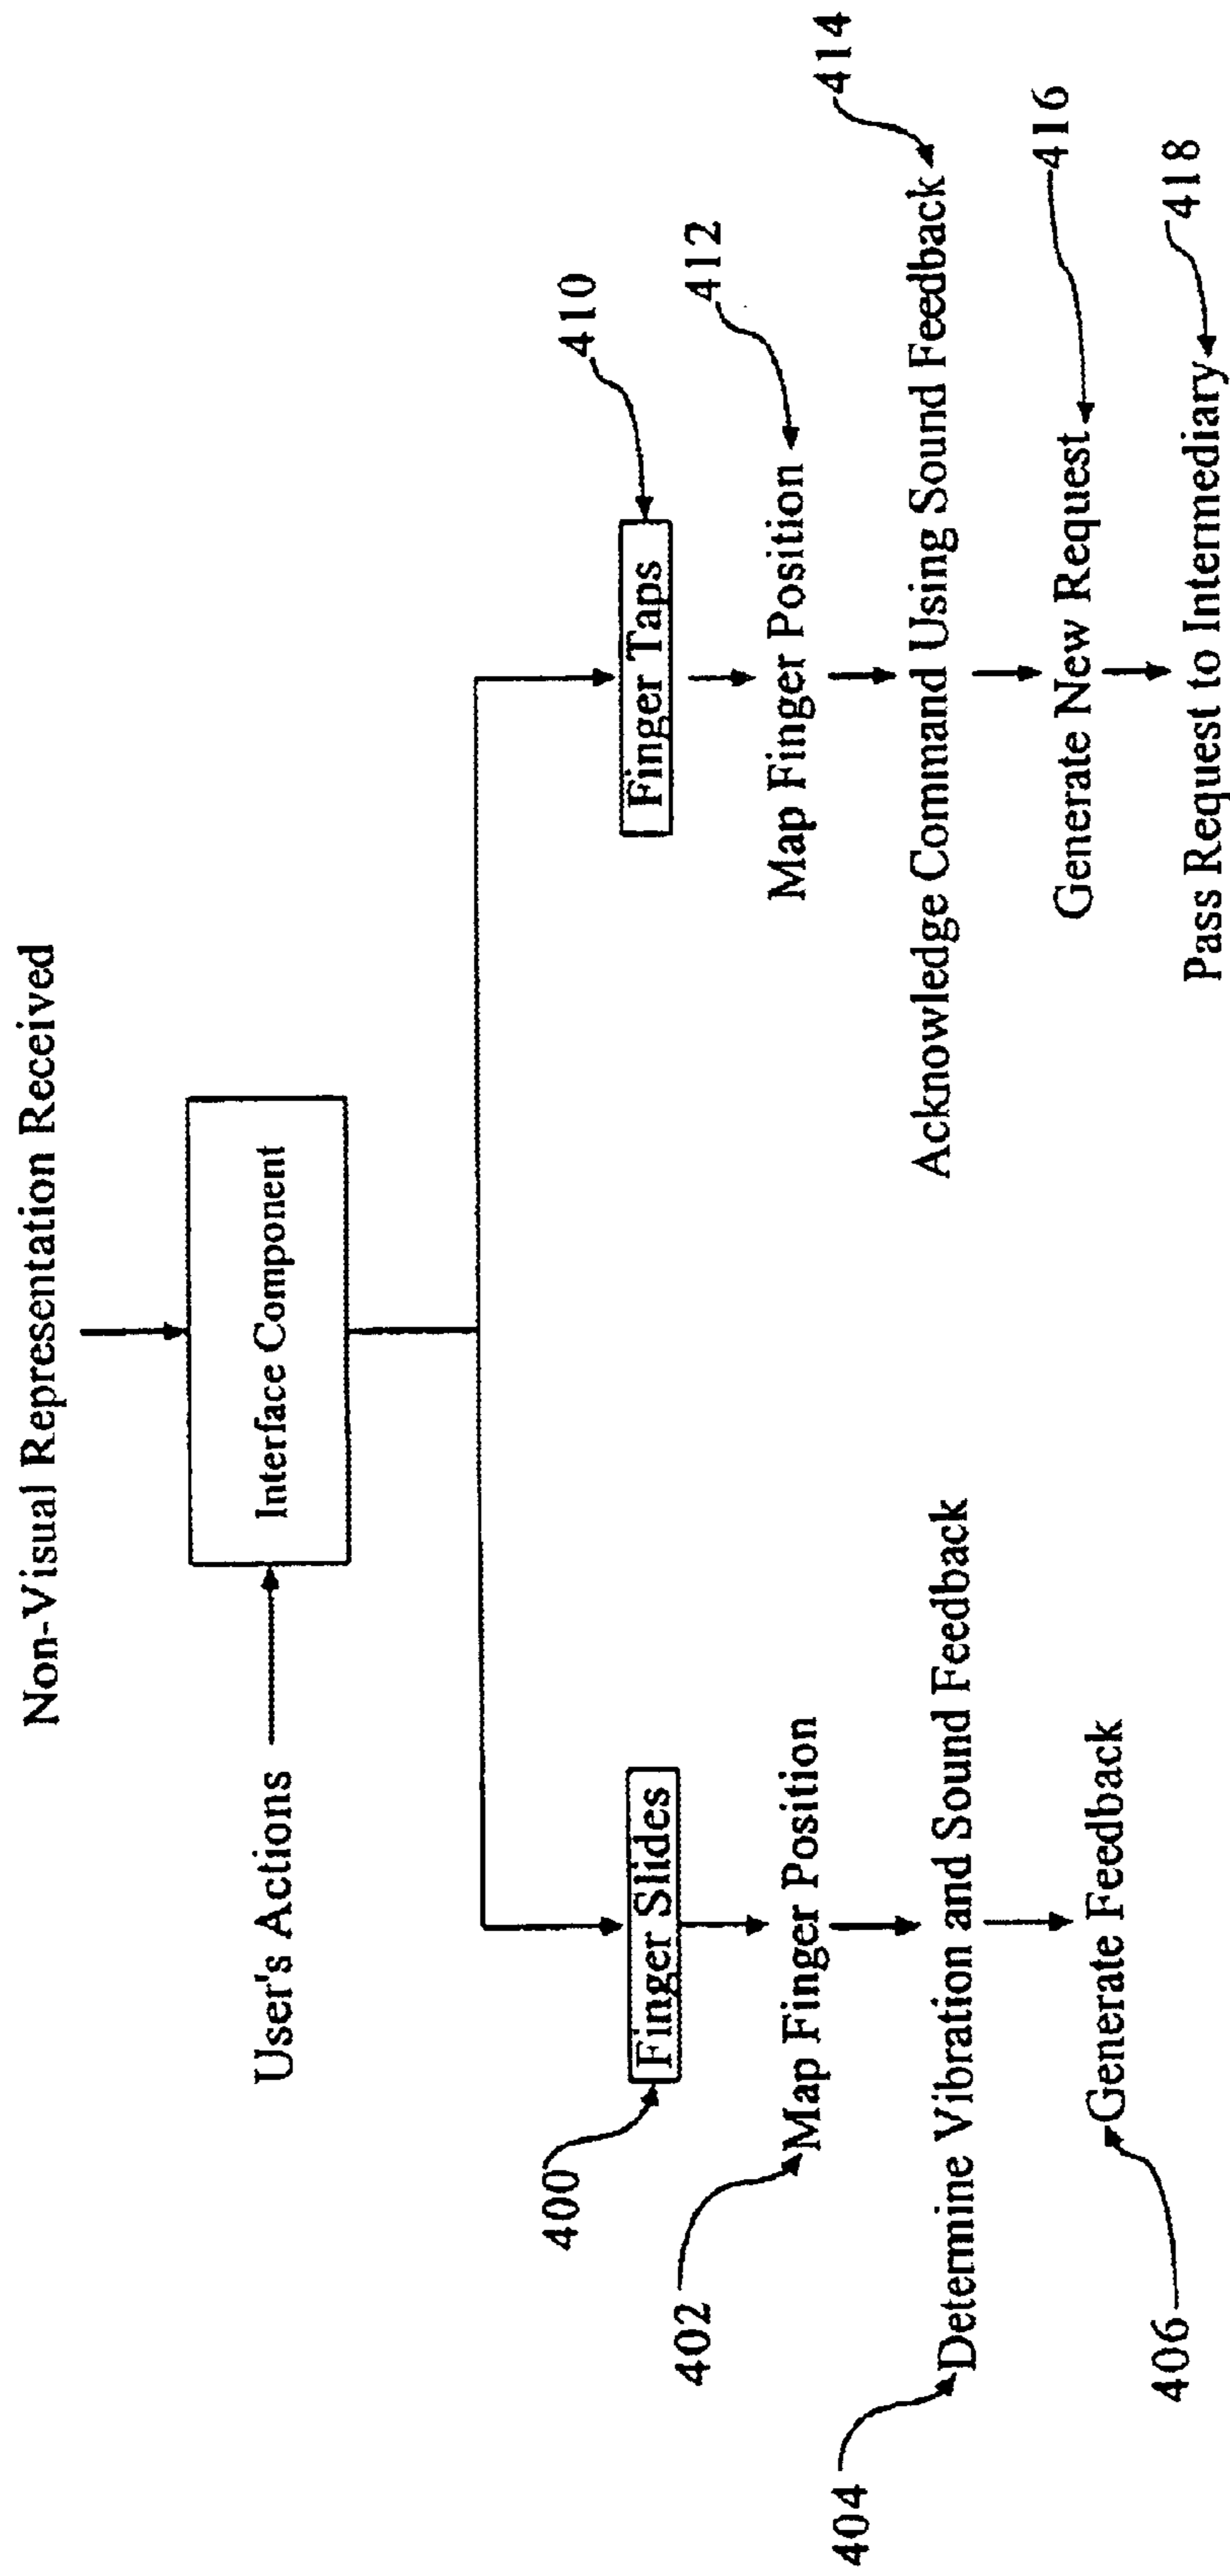 Non-Visual Representation Received
User's Actions
Interface Component
400
Finger Slides
402
Map Finger Position
404
Determine Vibration and Sound Feedback
406
Generate Feedback
410
Finger Taps
412
Map Finger Position
414
Acknowledge Command Using Sound Feedback
416
Generate New Request
418
Pass Request to Intermediary